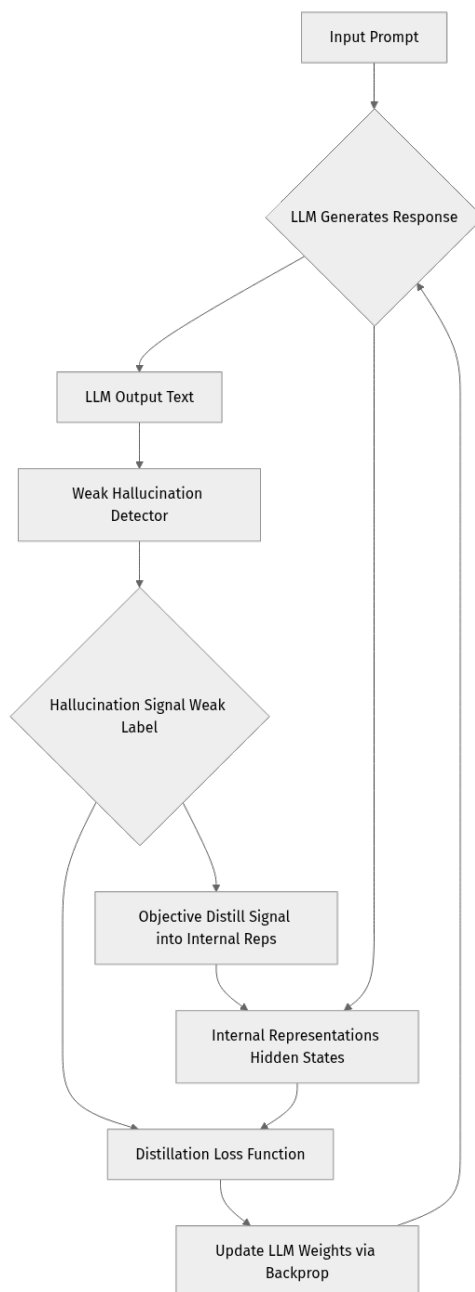 Input Prompt
LLM Generates Response
LLM Output Text
Weak Hallucination
Detector
Hallucination Signal Weak
Label
Objective Distill Signal
into Internal Reps
Internal Representations
Hidden States
Distillation Loss Function
Update LLM Weights via
Backprop